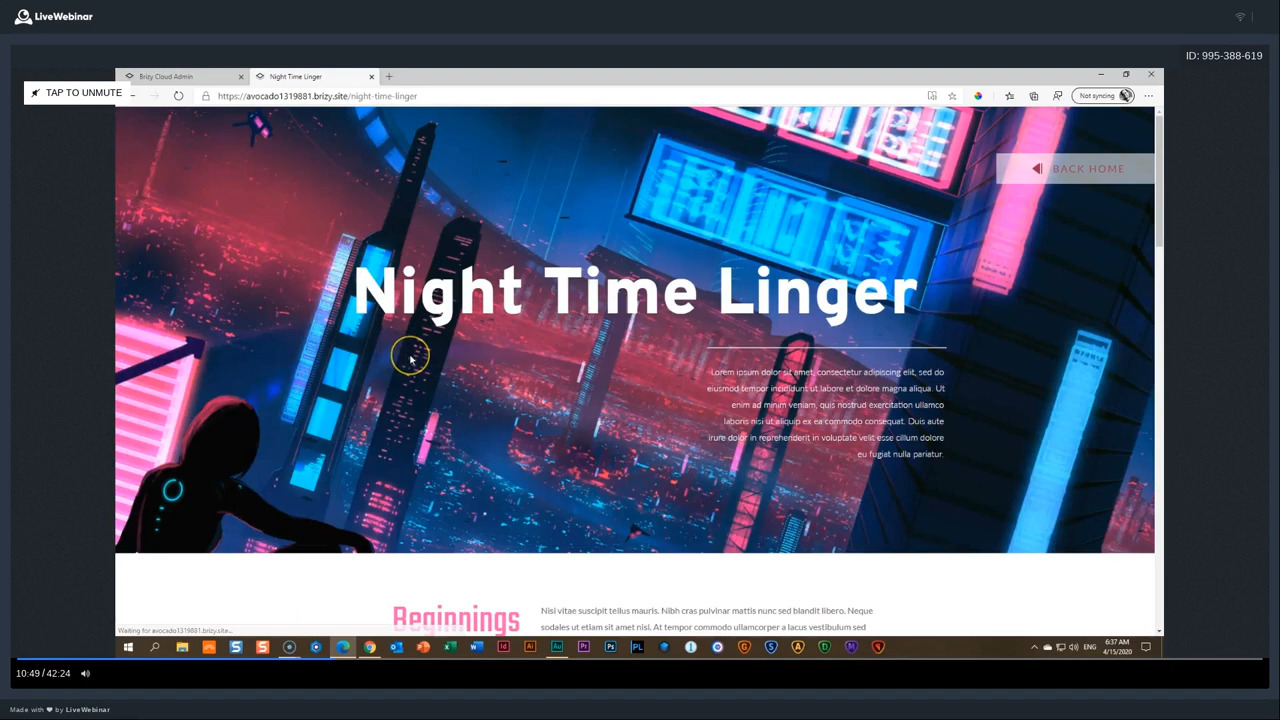 LiveWebinar
ID: 995-388-619
Brizy Cloud Admin
Night Time Linger
TAP TO UNMUTE
https://avocado1319881.brizy.site/night-time-linger
Not syncing
BACK HOME
Night Time Linger
Lorem ipsum dolor sit amet, consectetur adipiscing elit, sed do
eiusmod tempor incididunt ut labore et dolore magna aliqua. Ut
enim ad minim veniam, quis nostrud exercitation ullamco
laboris nisi ut aliquip ex ea commodo consequat. Duis aute
irure dolor in reprehenderit in voluptate velit esse cillum dolore
eu fugiat nulla pariatur.
Beginnings
Nisl vitae suscipit tellus mauris. Nibh cras pulvinar mattis nunc sed blandit libero. Neque
sodales ut etiam sit amet nisl. At tempor commodo ullamcorper a lacus vestibulum sed
Waiting for avocado1319881.brizy.site...
ENG
6:37 AM
4/15/2020
10:49 / 42:24
Made with ❤ by LiveWebinar